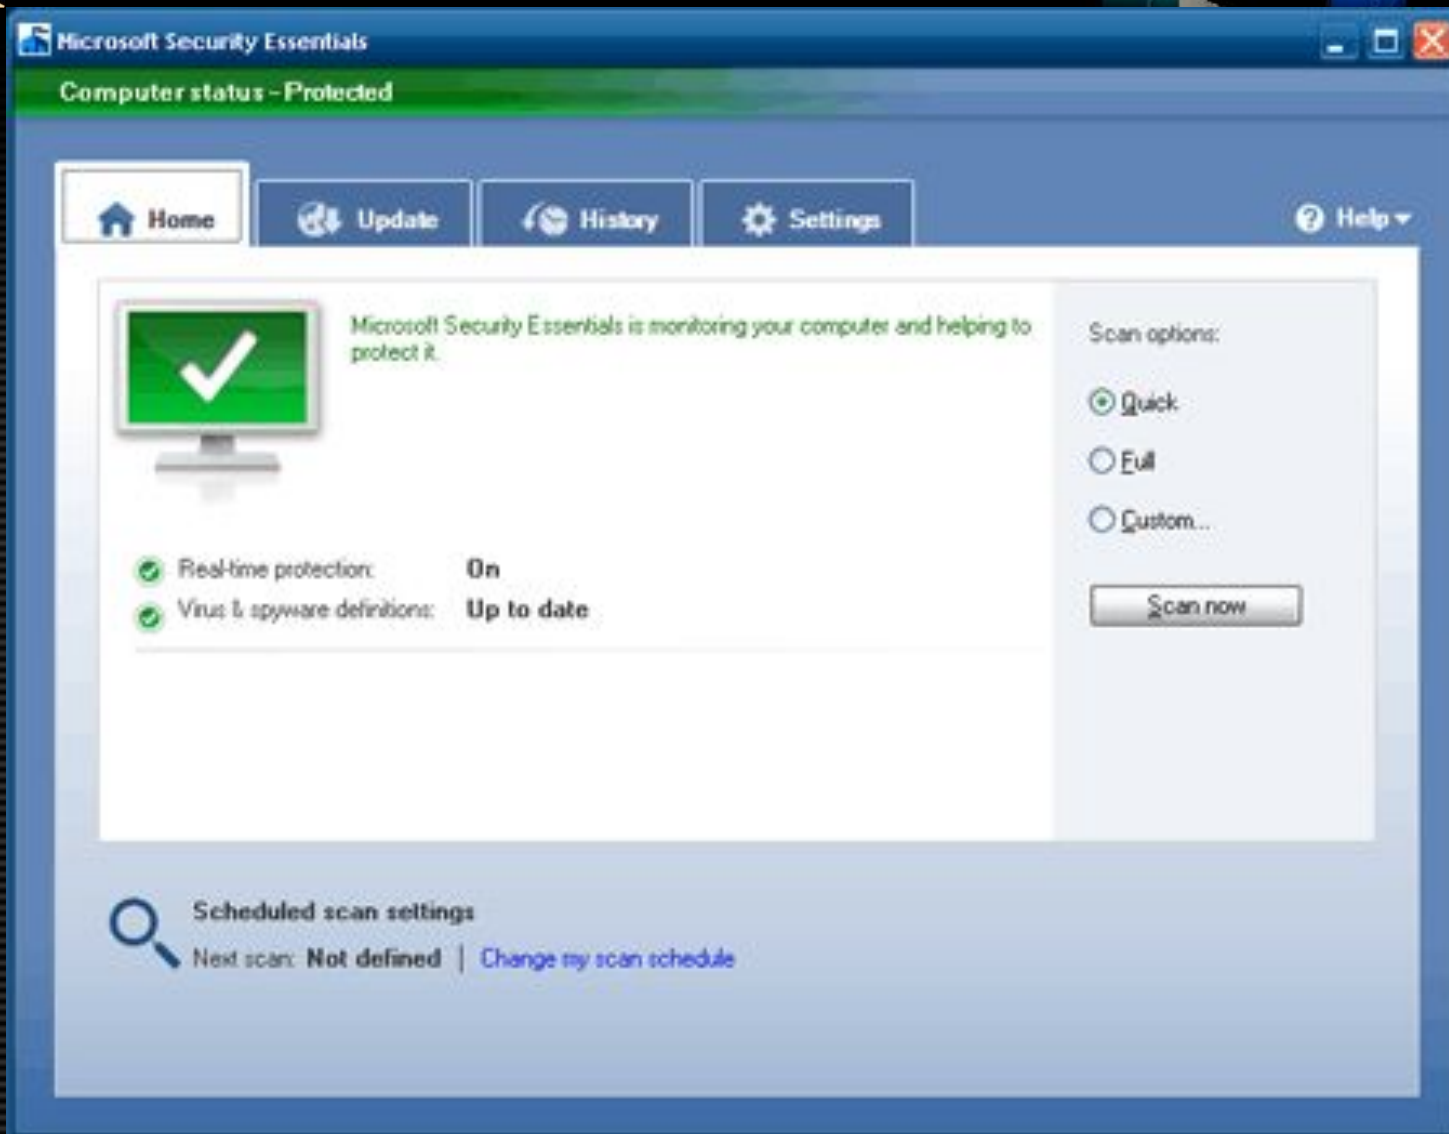 Microsoft Security Essentials
Computer status - Protected
Home
Update
History
Settings
Help
Microsoft Security Essentials is monitoring your computer and helping to
protect it.
Real-time protection: On
Virus & spyware definitions: Up to date
Scan options:
Quick
Full
Custom...
Scan now
Scheduled scan settings
Next scan: Not defined | Change my scan schedule